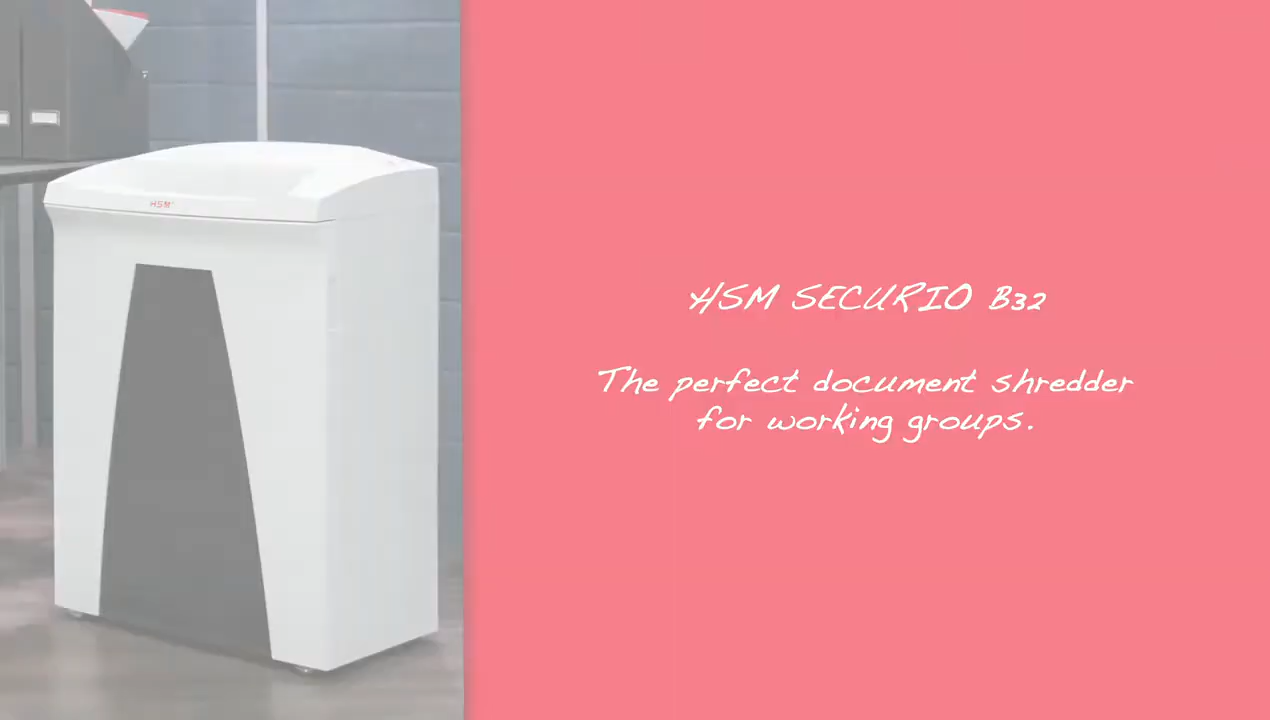 HSM
HSM SECURIO B32
The perfect document shredder
for working groups.